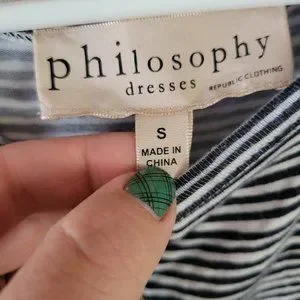 philosophy
dresses REPUBLIC CLOTHING
S
MADE IN
CHINA